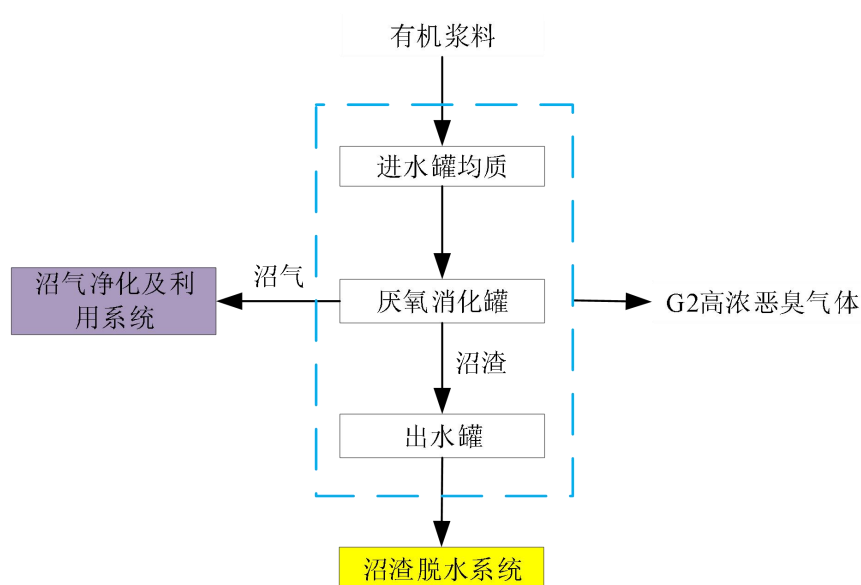 有机浆料
进水罐均质
沼气
沼气净化及利
用系统
厌氧消化罐
G2高浓恶臭气体
沼渣
出水罐
沼渣脱水系统